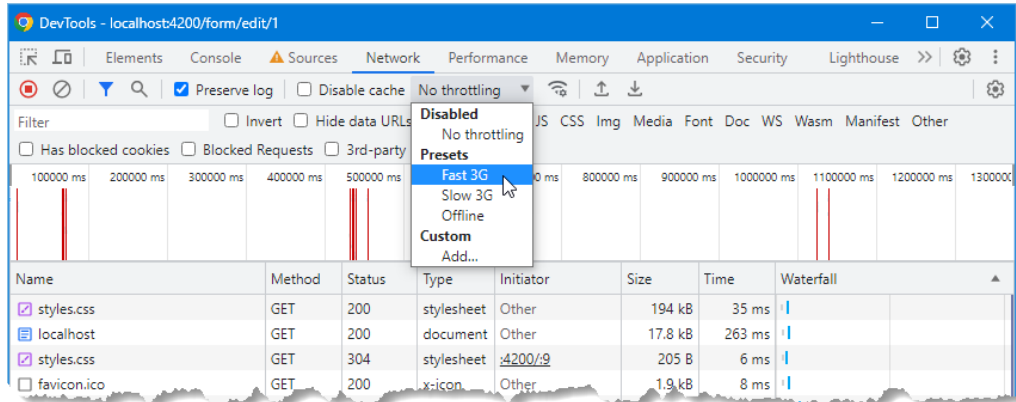 DevTools - localhost:4200/form/edit/1
Elements Console Sources Network Performance Memory Application Security Lighthouse
Preserve log Disable cache No throttling
Filter Invert Hide data URLs JS CSS Img Media Font Doc WS Wasm Manifest Other
Has blocked cookies Blocked Requests 3rd-party
Disabled
No throttling
Presets
Fast 3G
Slow 3G
Offline
Custom
Add...
100000 ms 200000 ms 300000 ms 400000 ms 500000 ms 0 ms 800000 ms 900000 ms 1000000 ms 1100000 ms 1200000 ms 1300000
Name Method Status Type Initiator Size Time Waterfall
styles.css GET 200 stylesheet Other 194 kB 35 ms
localhost GET 200 document Other 17.8 kB 263 ms
styles.css GET 304 stylesheet :4200/:9 205 B 6 ms
favicon.ico GET 200 x-icon Other 1.9 kB 8 ms